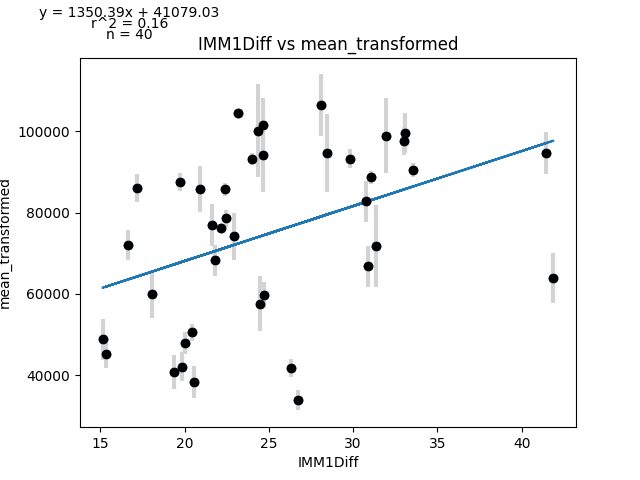 y = 1350.39x + 41079.03
r^2 = 0.16
n = 40
IMM1Diff vs mean_transformed
100000
80000
60000
40000
mean_transformed
15 20 25 30 35 40
IMM1Diff